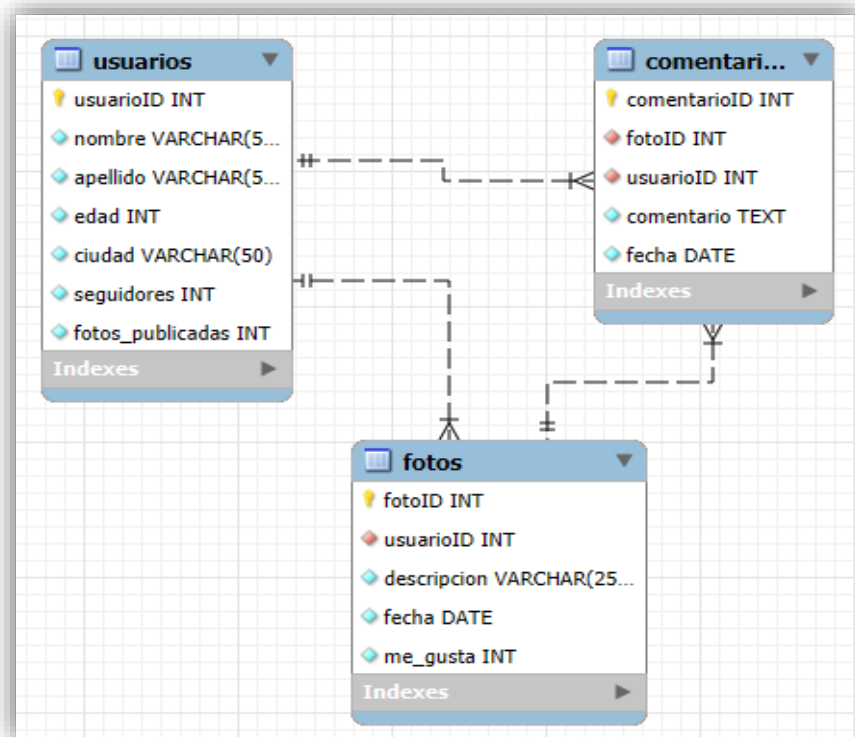 usuarios
usuarioID INT
nombre VARCHAR(5...
apellido VARCHAR(5...
edad INT
ciudad VARCHAR(50)
seguidores INT
fotos_publicadas INT
Indexes
comentari...
comentarioID INT
fotoID INT
usuarioID INT
comentario TEXT
fecha DATE
Indexes
fotos
fotoID INT
usuarioID INT
descripcion VARCHAR(25...
fecha DATE
me_gusta INT
Indexes